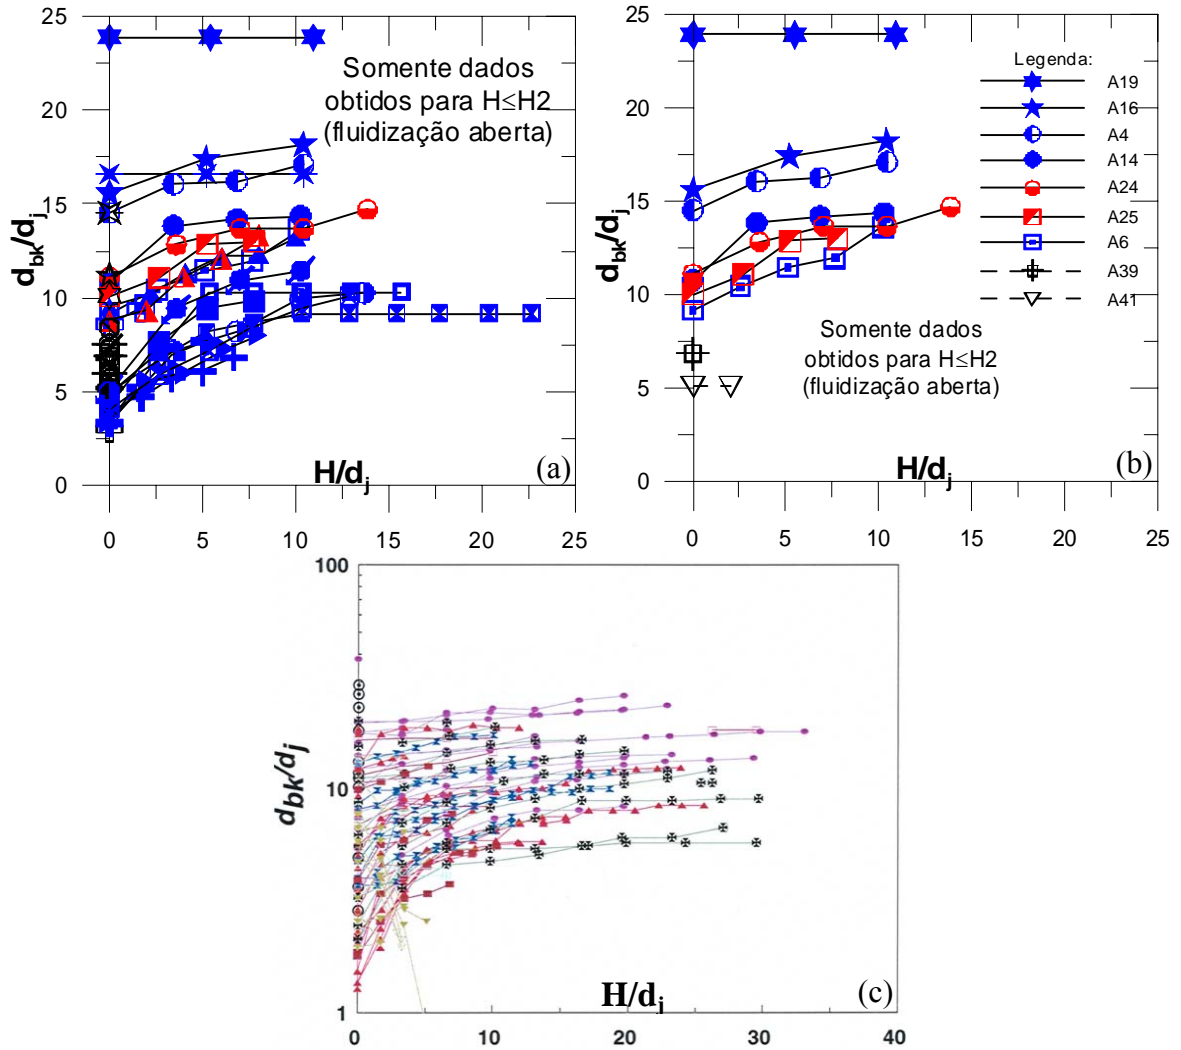 25
20
15
10
5
0
d_bk/d_j
Somente dados
obtidos para H≤H2
(fluidização aberta)
H/d_j
(a)
0
5
10
15
20
25
25
20
15
10
5
0
d_bk/d_j
Legenda:
A19
A16
A4
A14
A24
A25
A6
A39
A41
Somente dados
obtidos para H≤H2
(fluidização aberta)
H/d_j
(b)
0
5
10
15
20
25
100
10
1
d_bk/d_j
H/d_j
(c)
0
10
20
30
40